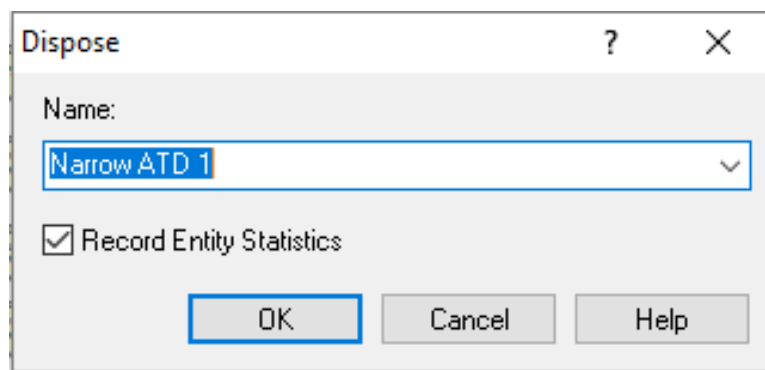 Dispose ?
Name:
Narrow ATD 1
Record Entity Statistics
OK Cancel Help